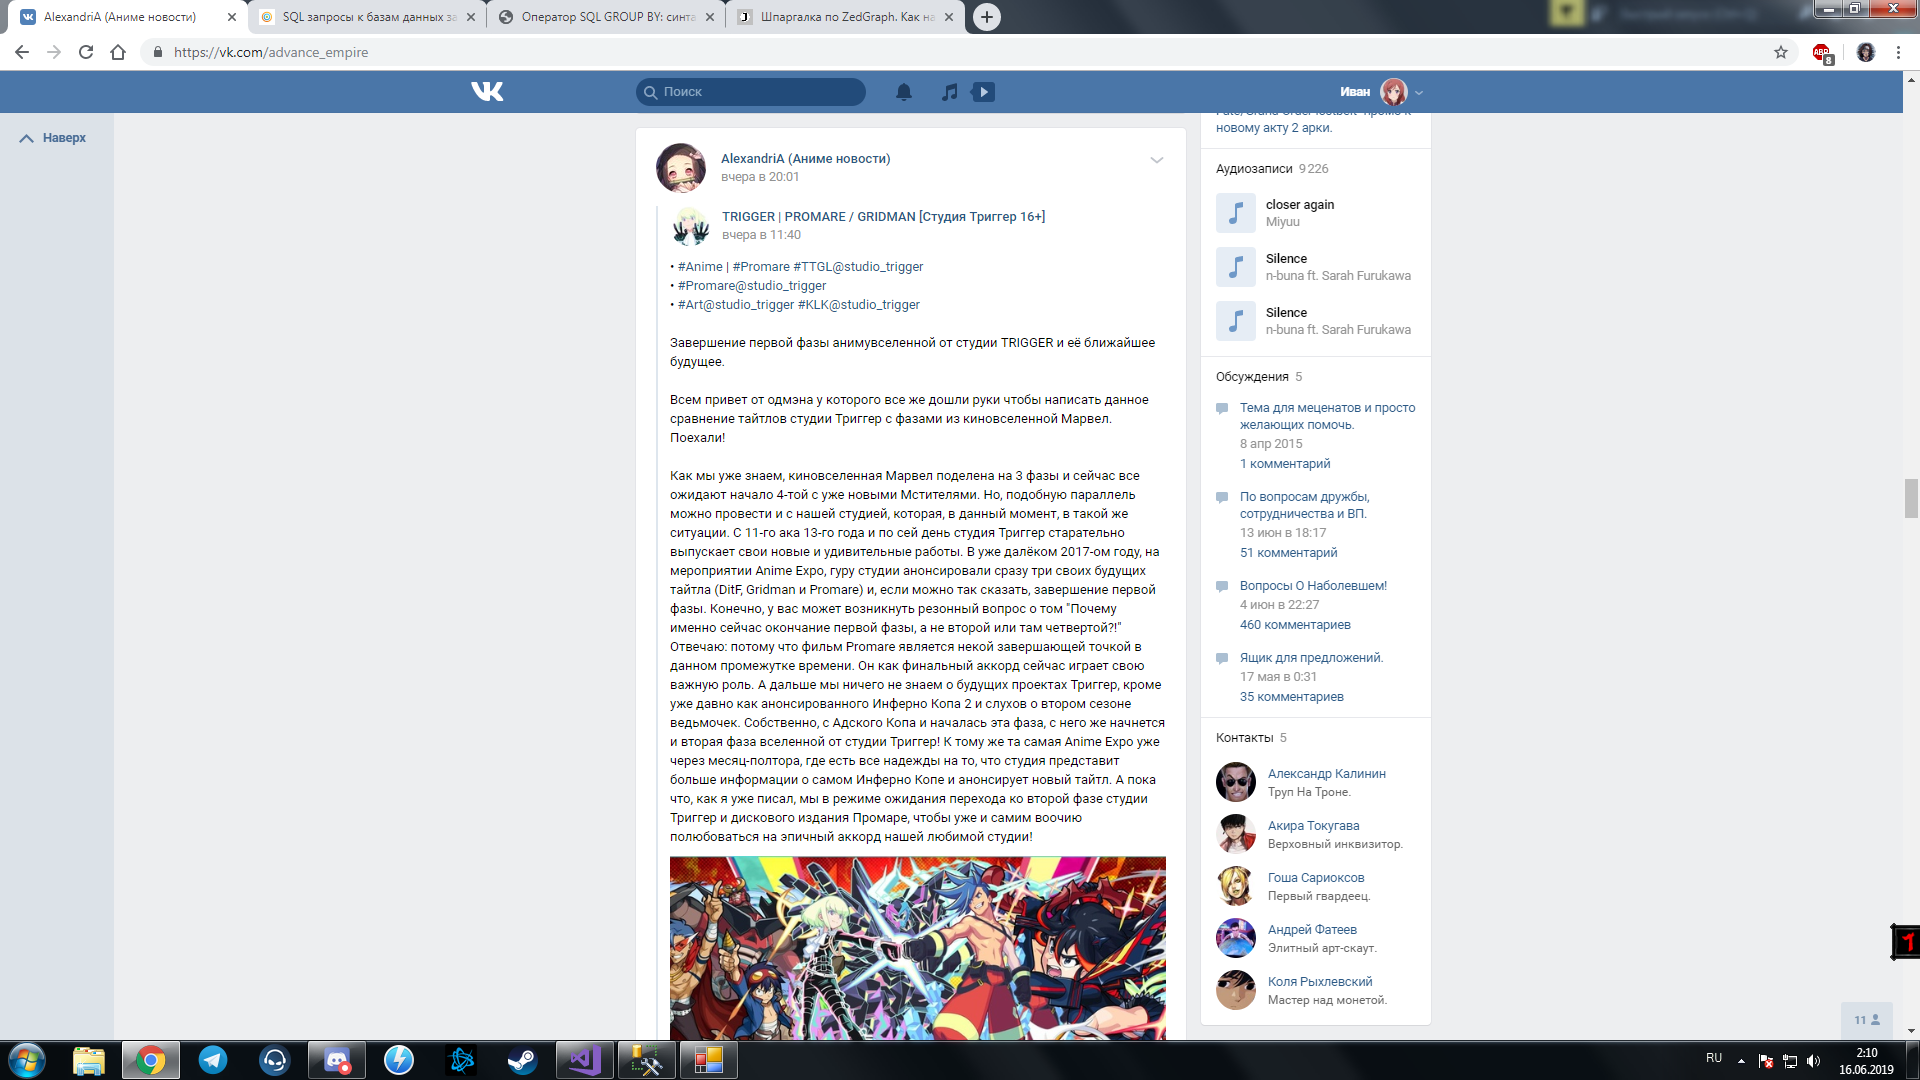 AlexandriA (Аниме новости)
SQL запросы к базам данных за
Оператор SQL GROUP BY: синта
Шпаргалка по ZedGraph. Как на
https://vk.com/advance_empire
ABP
8
Поиск
Иван
Наверх
AlexandriA (Аниме новости)
вчера в 20:01
TRIGGER | PROMARE / GRIDMAN [Студия Триггер 16+]
вчера в 11:40
• #Anime | #Promare #TTGL@studio_trigger
• #Promare@studio_trigger
• #Art@studio_trigger #KLK@studio_trigger
Завершение первой фазы анимувселенной от студии TRIGGER и её ближайшее
будущее.
Всем привет от одмэна у которого все же дошли руки чтобы написать данное
сравнение тайтлов студии Триггер с фазами из киновселенной Марвел.
Поехали!
Как мы уже знаем, киновселенная Марвел поделена на 3 фазы и сейчас все
ожидают начало 4-той с уже новыми Мстителями. Но, подобную параллель
можно провести и с нашей студией, которая, в данный момент, в такой же
ситуации. С 11-го ака 13-го года и по сей день студия Триггер старательно
выпускает свои новые и удивительные работы. В уже далёком 2017-ом году, на
мероприятии Anime Expo, гуру студии анонсировали сразу три своих будущих
тайтла (DitF, Gridman и Promare) и, если можно так сказать, завершение первой
фазы. Конечно, у вас может возникнуть резонный вопрос о том "Почему
именно сейчас окончание первой фазы, а не второй или там четвертой?!"
Отвечаю: потому что фильм Promare является некой завершающей точкой в
данном промежутке времени. Он как финальный аккорд сейчас играет свою
важную роль. А дальше мы ничего не знаем о будущих проектах Триггер, кроме
уже давно как анонсированного Инферно Копа 2 и слухов о втором сезоне
ведьмочек. Собственно, с Адского Копа и началась эта фаза, с него же начнется
и вторая фаза вселенной от студии Триггер! К тому же та самая Anime Expo уже
через месяц-полтора, где есть все надежды на то, что студия представит
больше информации о самом Инферно Копе и анонсирует новый тайтл. А пока
что, как я уже писал, мы в режиме ожидания перехода ко второй фазе студии
Триггер и дискового издания Промаре, чтобы уже и самим воочию
полюбоваться на эпичный аккорд нашей любимой студии!
новому акту 2 арки.
Аудиозаписи 9 226
closer again
Miyuu
Silence
n-buna ft. Sarah Furukawa
Silence
n-buna ft. Sarah Furukawa
Обсуждения 5
Тема для меценатов и просто
желающих помочь.
8 апр 2015
1 комментарий
По вопросам дружбы,
сотрудничества и ВП.
13 июн в 18:17
51 комментарий
Вопросы О Наболевшем!
4 июн в 22:27
460 комментариев
Ящик для предложений.
17 мая в 0:31
35 комментариев
Контакты 5
Александр Калинин
Труп На Троне.
Акира Токугава
Верховный инквизитор.
Гоша Сариоксов
Первый гвардеец.
Андрей Фатеев
Элитный арт-скаут.
Коля Рыхлевский
Мастер над монетой.
11
RU
2:10
16.06.2019